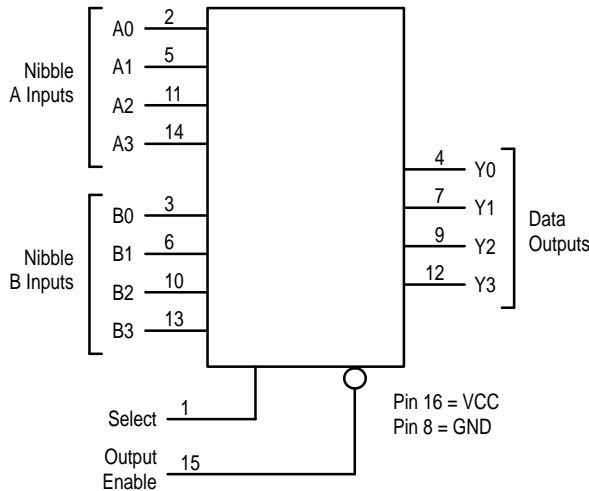 A0 2
A1 5
A2 11
A3 14
Nibble
A Inputs
B0 3
B1 6
B2 10
B3 13
Nibble
B Inputs
4 Y0
7 Y1
9 Y2
12 Y3
Data
Outputs
Select 1
Output
Enable 15
Pin 16 = VCC
Pin 8 = GND